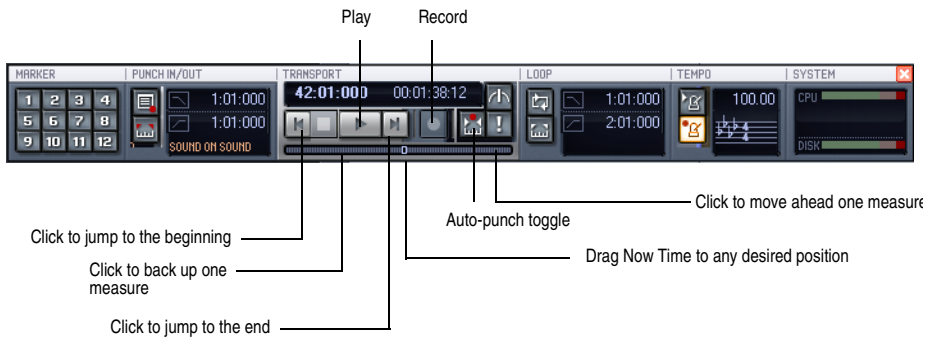 Play
Record
MARKER
PUNCH IN/OUT
TRANSPORT
LOOP
TEMPO
SYSTEM
1 2 3 4
5 6 7 8
9 10 11 12
1:01:000
1:01:000
SOUND ON SOUND
42:01:000
00:01:38:12
1:01:000
2:01:000
100.00
4
4
CPU
DISK
Click to move ahead one measure
Auto-punch toggle
Click to jump to the beginning
Drag Now Time to any desired position
Click to back up one
measure
Click to jump to the end